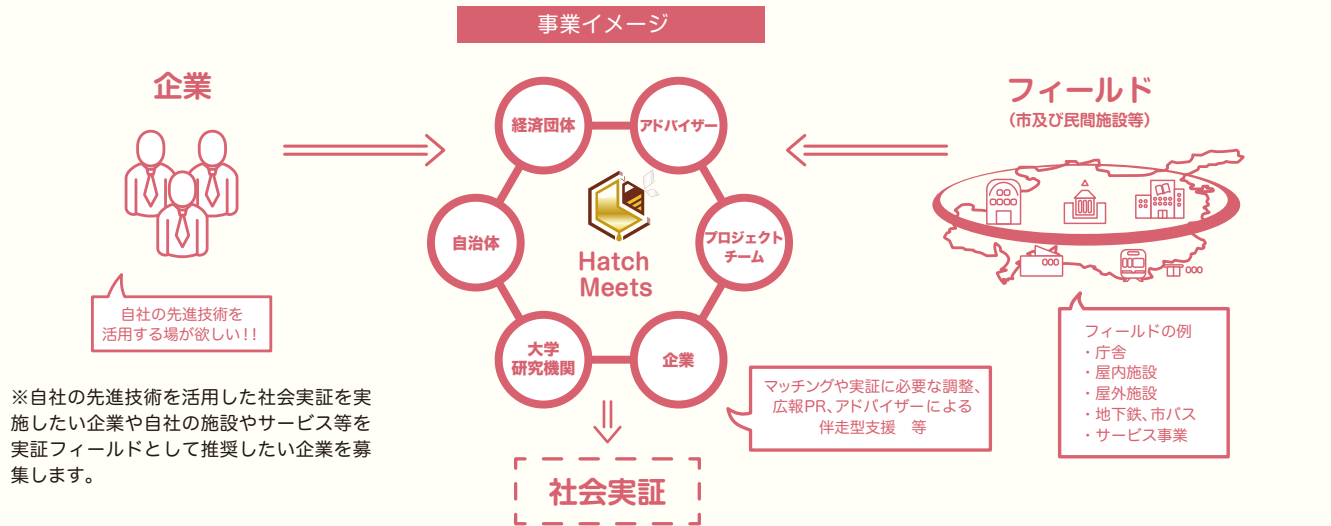 事業イメージ
企業
自社の先進技術を
活用する場が欲しい!!
※自社の先進技術を活用した社会実証を実
施したい企業や自社の施設やサービス等を
実証フィールドとして推奨したい企業を募
集します。
経済団体
アドバイザー
自治体
Hatch
Meets
プロジェクト
チーム
大学
研究機関
企業
マッチングや実証に必要な調整、
広報PR、アドバイザーによる
伴走型支援　等
社会実証
フィールド
（市及び民間施設等）
フィールドの例
・庁舎
・屋内施設
・屋外施設
・地下鉄、市バス
・サービス事業